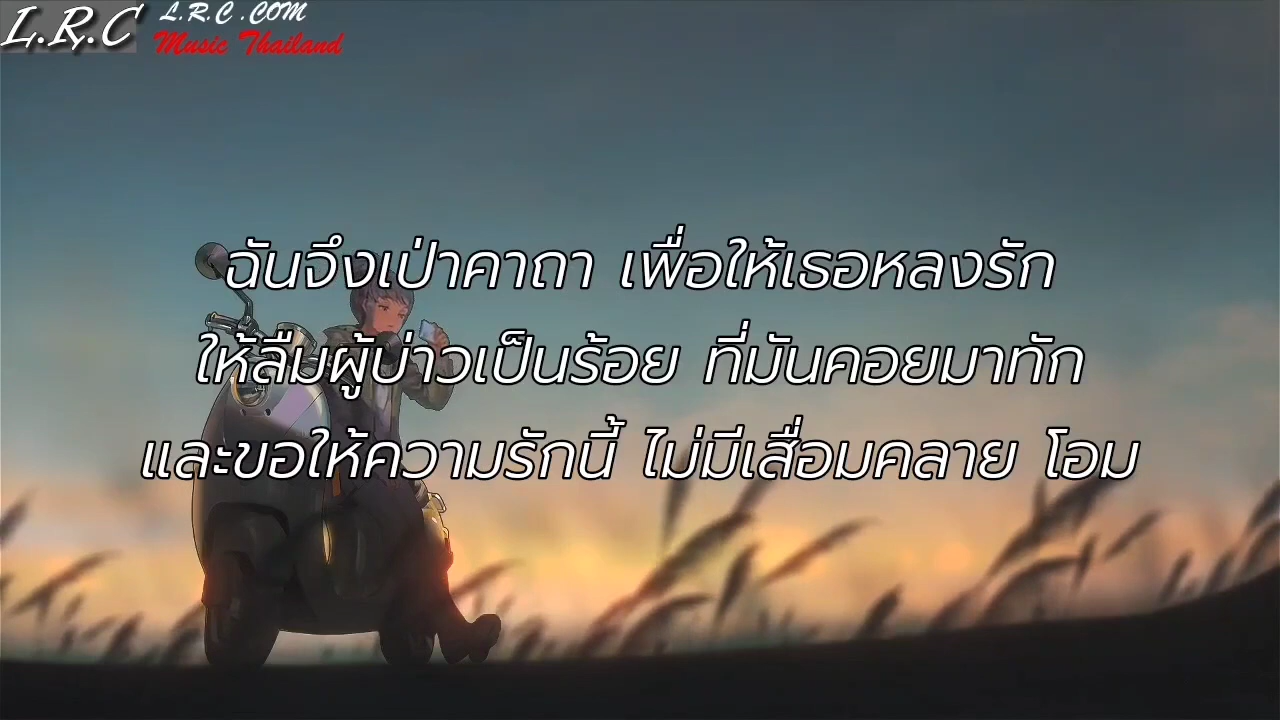 L.R.C
L.R.C .COM
Music Thailand
ฉันจึงเป่าคาถา เพื่อให้เธอหลงรัก
ให้ลืมผู้บ่าวเป็นร้อย ที่มันคอยมาทัก
และขอให้ความรักนี้ ไม่มีเสื่อมคลาย โอม